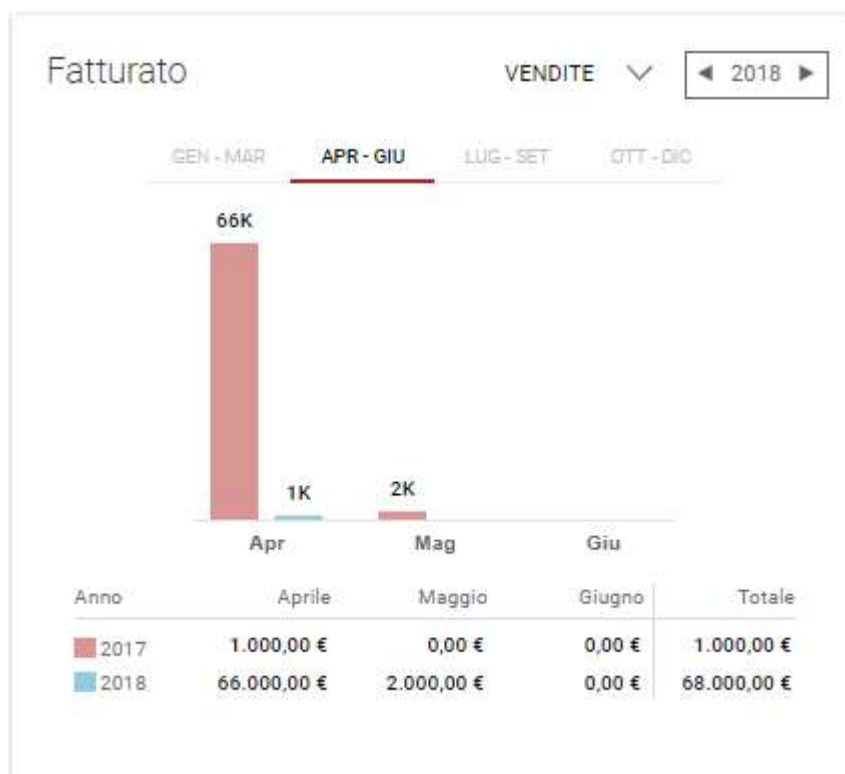 Fatturato VENDITE ◀ 2018 ▶
GEN - MAR APR - GIU LUG - SET OTT - DIC
66K
1K 2K
Apr Mag Giu
Anno Aprile Maggio Giugno Totale
2017 1.000,00 € 0,00 € 0,00 € 1.000,00 €
2018 66.000,00 € 2.000,00 € 0,00 € 68.000,00 €